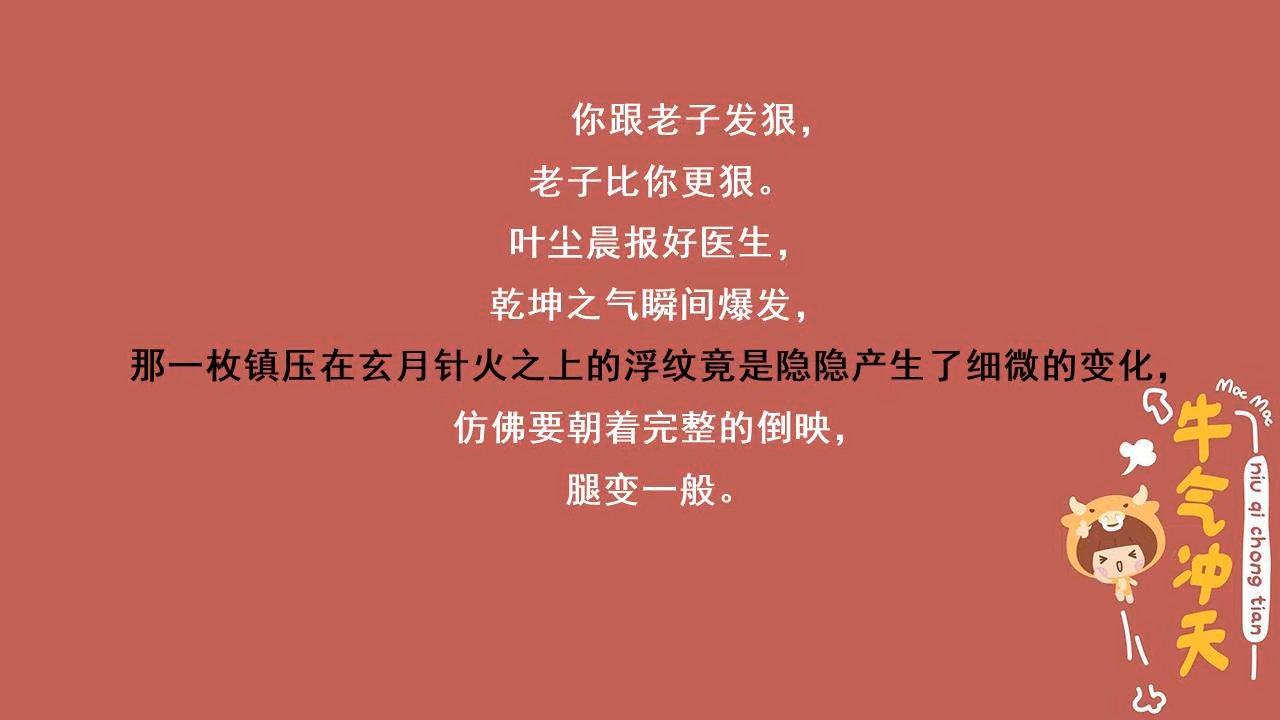 你跟老子发狠，
老子比你更狠。
叶尘晨报好医生，
乾坤之气瞬间爆发，
那一枚镇压在玄月针火之上的浮纹竟是隐隐产生了细微的变化，
仿佛要朝着完整的倒映，
腿变一般。
Moc Moc
牛气冲天
niu qi chong tian